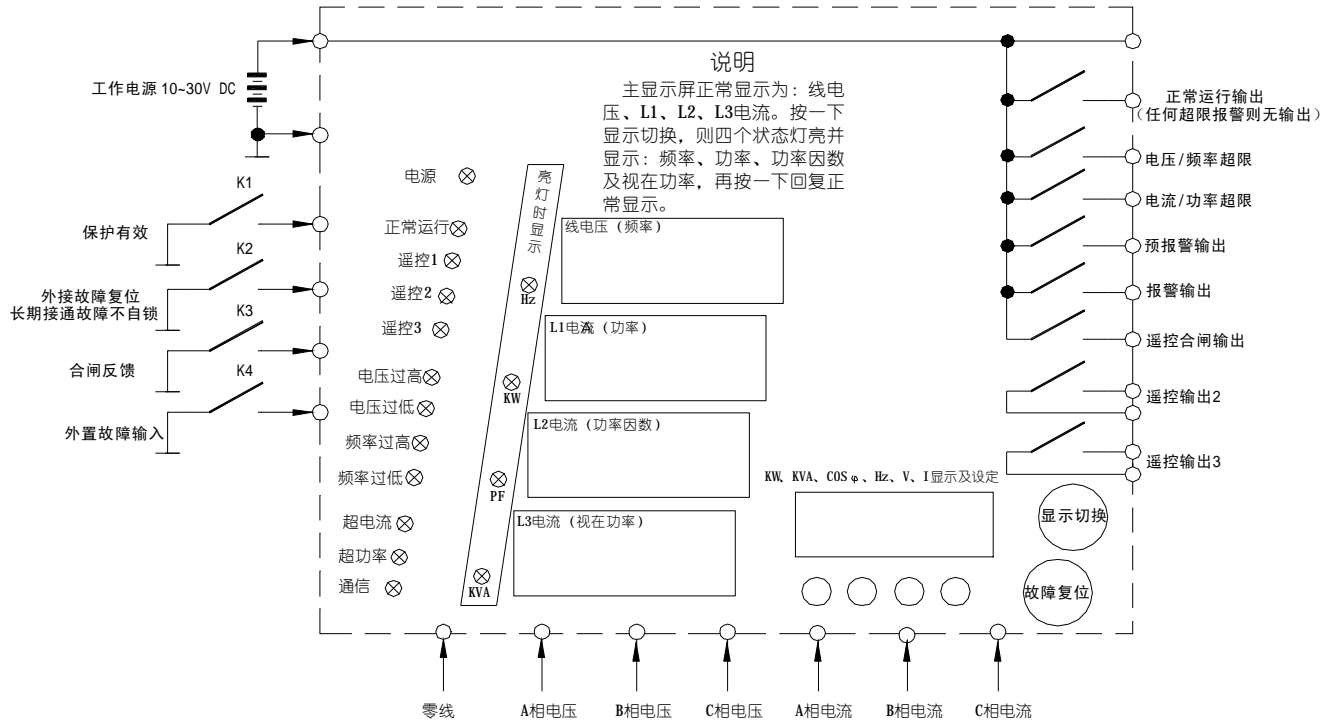 说明
主显示屏正常显示为：线电
压、L1、L2、L3电流。按一下
显示切换，则四个状态灯亮并
显示：频率、功率、功率因数
及视在功率，再按一下回复正
常显示。
工作电源 10~30V DC
K1
保护有效
K2
外接故障复位
长期接通故障不自锁
K3
合闸反馈
K4
外置故障输入
电源
正常运行
遥控1
遥控2
遥控3
电压过高
电压过低
频率过高
频率过低
超电流
超功率
通信
亮灯时显示
Hz
KW
PF
KVA
线电压（频率）
L1电流（功率）
L2电流（功率因数）
L3电流（视在功率）
KW、KVA、COSφ、Hz、V、I显示及设定
显示切换
故障复位
正常运行输出
（任何超限报警则无输出）
电压/频率超限
电流/功率超限
预报警输出
报警输出
遥控合闸输出
遥控输出2
遥控输出3
零线
A相电压
B相电压
C相电压
A相电流
B相电流
C相电流